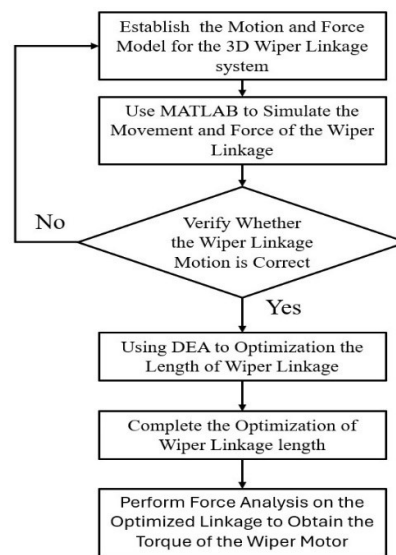 Establish the Motion and Force
Model for the 3D Wiper Linkage
system
Use MATLAB to Simulate the
Movement and Force of the Wiper
Linkage
No
Verify Whether
the Wiper Linkage
Motion is Correct
Yes
Using DEA to Optimization the
Length of Wiper Linkage
Complete the Optimization of
Wiper Linkage length
Perform Force Analysis on the
Optimized Linkage to Obtain the
Torque of the Wiper Motor